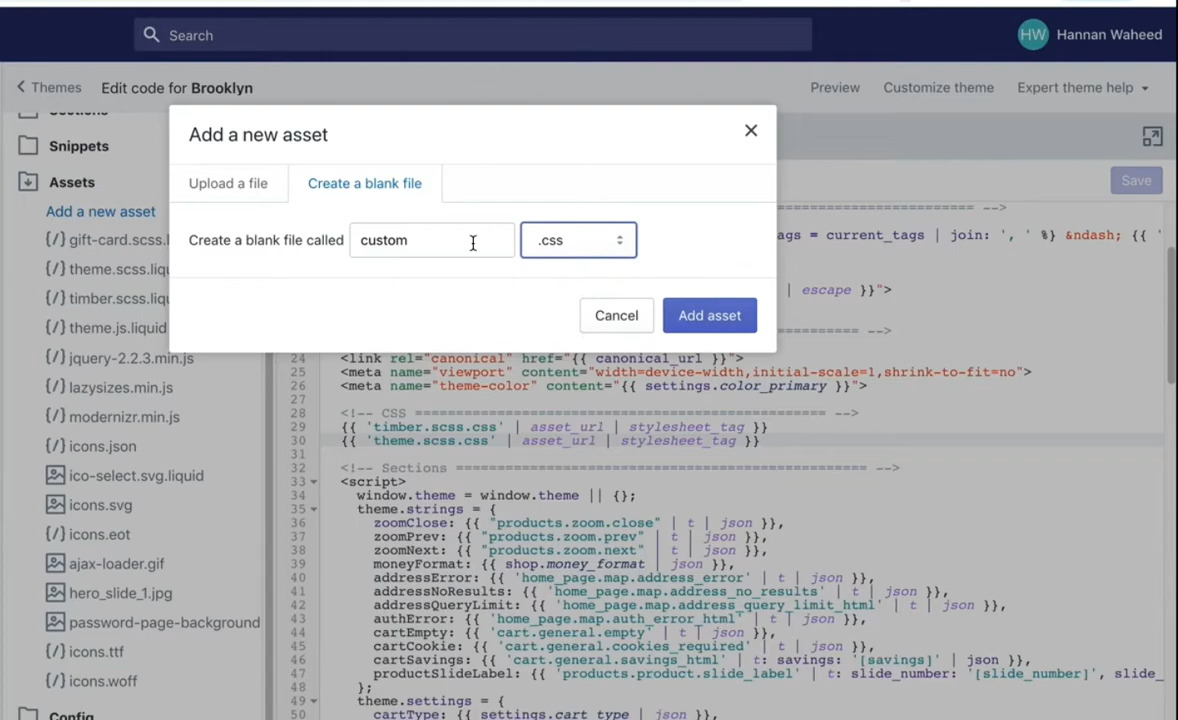 Search
HW Hannan Waheed
Themes
Edit code for Brooklyn
Preview
Customize theme
Expert theme help
Add a new asset
Upload a file
Create a blank file
Create a blank file called custom .css
Cancel
Add asset
Save
Sections
Snippets
Assets
Add a new asset
{/} gift-card.scss.l
{/} theme.scss.liqu
{/} timber.scss.liqu
{/} theme.js.liquid
{/} jquery-2.2.3.min.js
{/} lazysizes.min.js
{/} modernizr.min.js
{/} icons.json
ico-select.svg.liquid
icons.svg
{/} icons.eot
ajax-loader.gif
hero_slide_1.jpg
password-page-background
{/} icons.ttf
{/} icons.woff
Config
==================== -->
ags = current_tags | join: ', ' %} &ndash; {{ '
| escape }}">
========== -->
24 <link rel="canonical" href="{{ canonical_url }}">
25 <meta name="viewport" content="width=device-width,initial-scale=1,shrink-to-fit=no">
26 <meta name="theme-color" content="{{ settings.color_primary }}">
27
28 <!-- CSS ================================================== -->
29 {{ 'timber.scss.css' | asset_url | stylesheet_tag }}
30 {{ 'theme.scss.css' | asset_url | stylesheet_tag }}
31
32 <!-- Sections ================================================== -->
33 <script>
34 window.theme = window.theme || {};
35 theme.strings = {
36 zoomClose: {{ "products.zoom.close" | t | json }},
37 zoomPrev: {{ "products.zoom.prev" | t | json }},
38 zoomNext: {{ "products.zoom.next" | t | json }},
39 moneyFormat: {{ shop.money_format | json }},
40 addressError: {{ 'home_page.map.address_error' | t | json }},
41 addressNoResults: {{ 'home_page.map.address_no_results' | t | json }},
42 addressQueryLimit: {{ 'home_page.map.address_query_limit_html' | t | json }},
43 authError: {{ 'home_page.map.auth_error_html' | t | json }},
44 cartEmpty: {{ 'cart.general.empty' | t | json }},
45 cartCookie: {{ 'cart.general.cookies_required' | t | json }},
46 cartSavings: {{ 'cart.general.savings_html' | t: savings: '[savings]' | json }},
47 productSlideLabel: {{ 'products.product.slide_label' | t: slide_number: '[slide_number]', slide_
48 };
49 theme.settings = {
50 cartType: {{ settings.cart_type | json }},